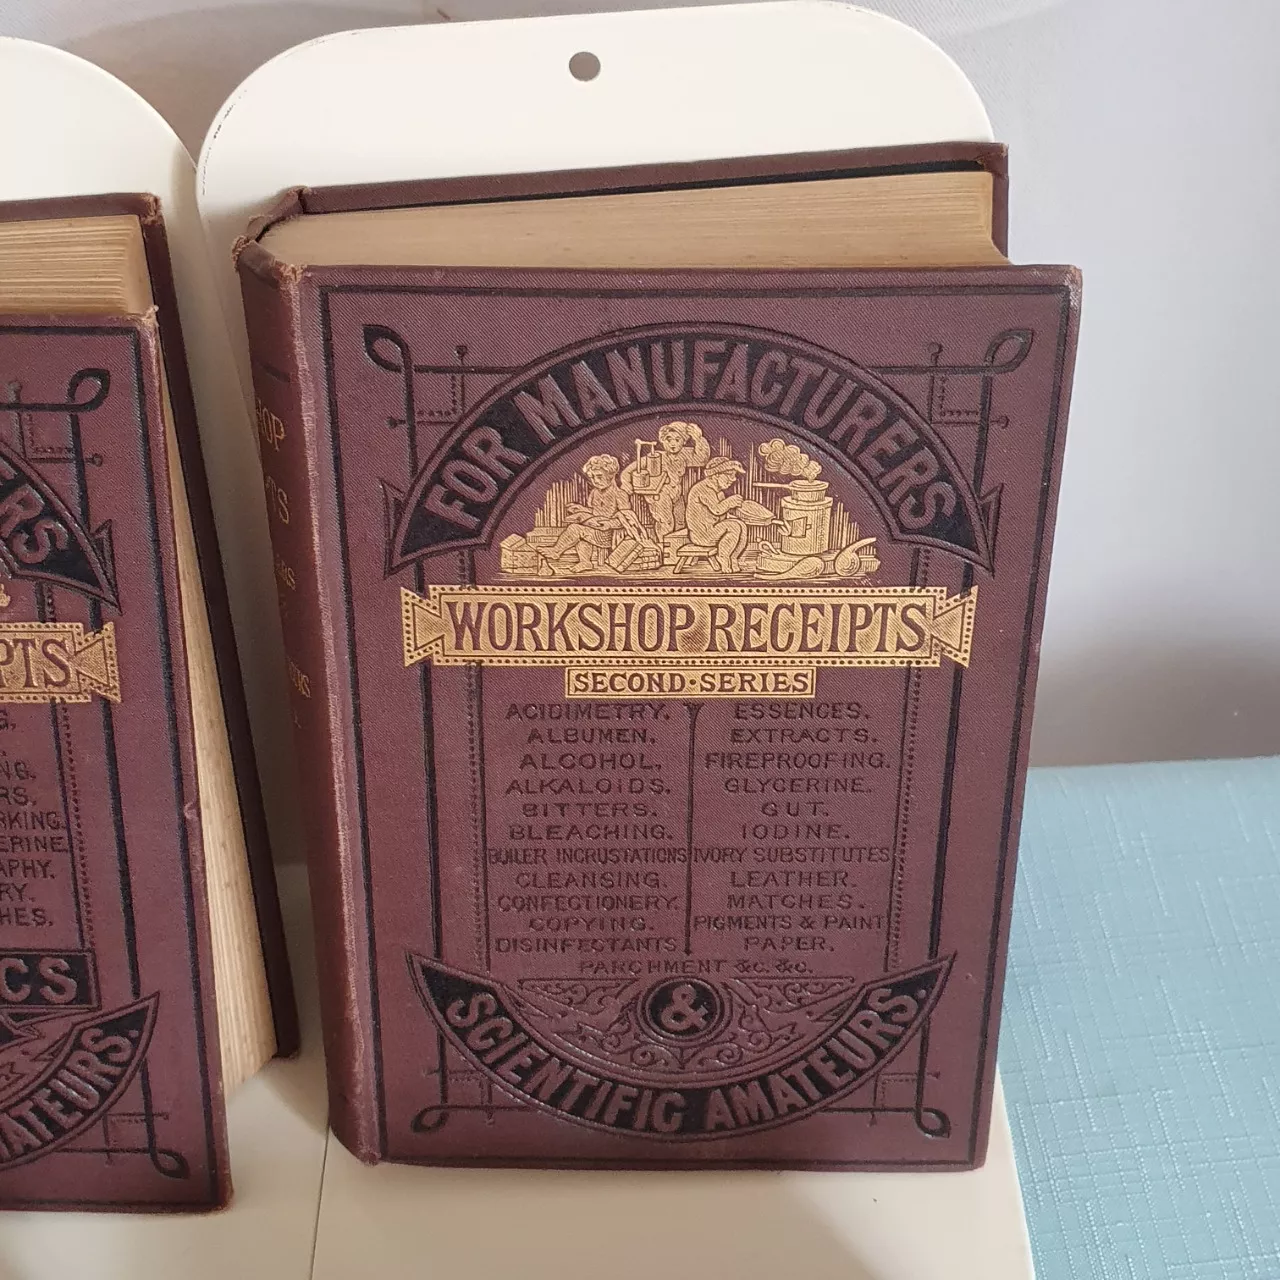 FOR MANUFACTURERS
WORKSHOP RECEIPTS
SECOND·SERIES
ACIDIMETRY. ESSENCES.
ALBUMEN. EXTRACTS.
ALCOHOL. FIREPROOFING.
ALKALOIDS. GLYCERINE.
BITTERS. GUT.
BLEACHING. IODINE.
BOILER INCRUSTATIONS IVORY SUBSTITUTES
CLEANSING. LEATHER.
CONFECTIONERY. MATCHES.
COPYING. PIGMENTS & PAINT
DISINFECTANTS PAPER.
PARCHMENT &c. &c.
&
SCIENTIFIC AMATEURS.